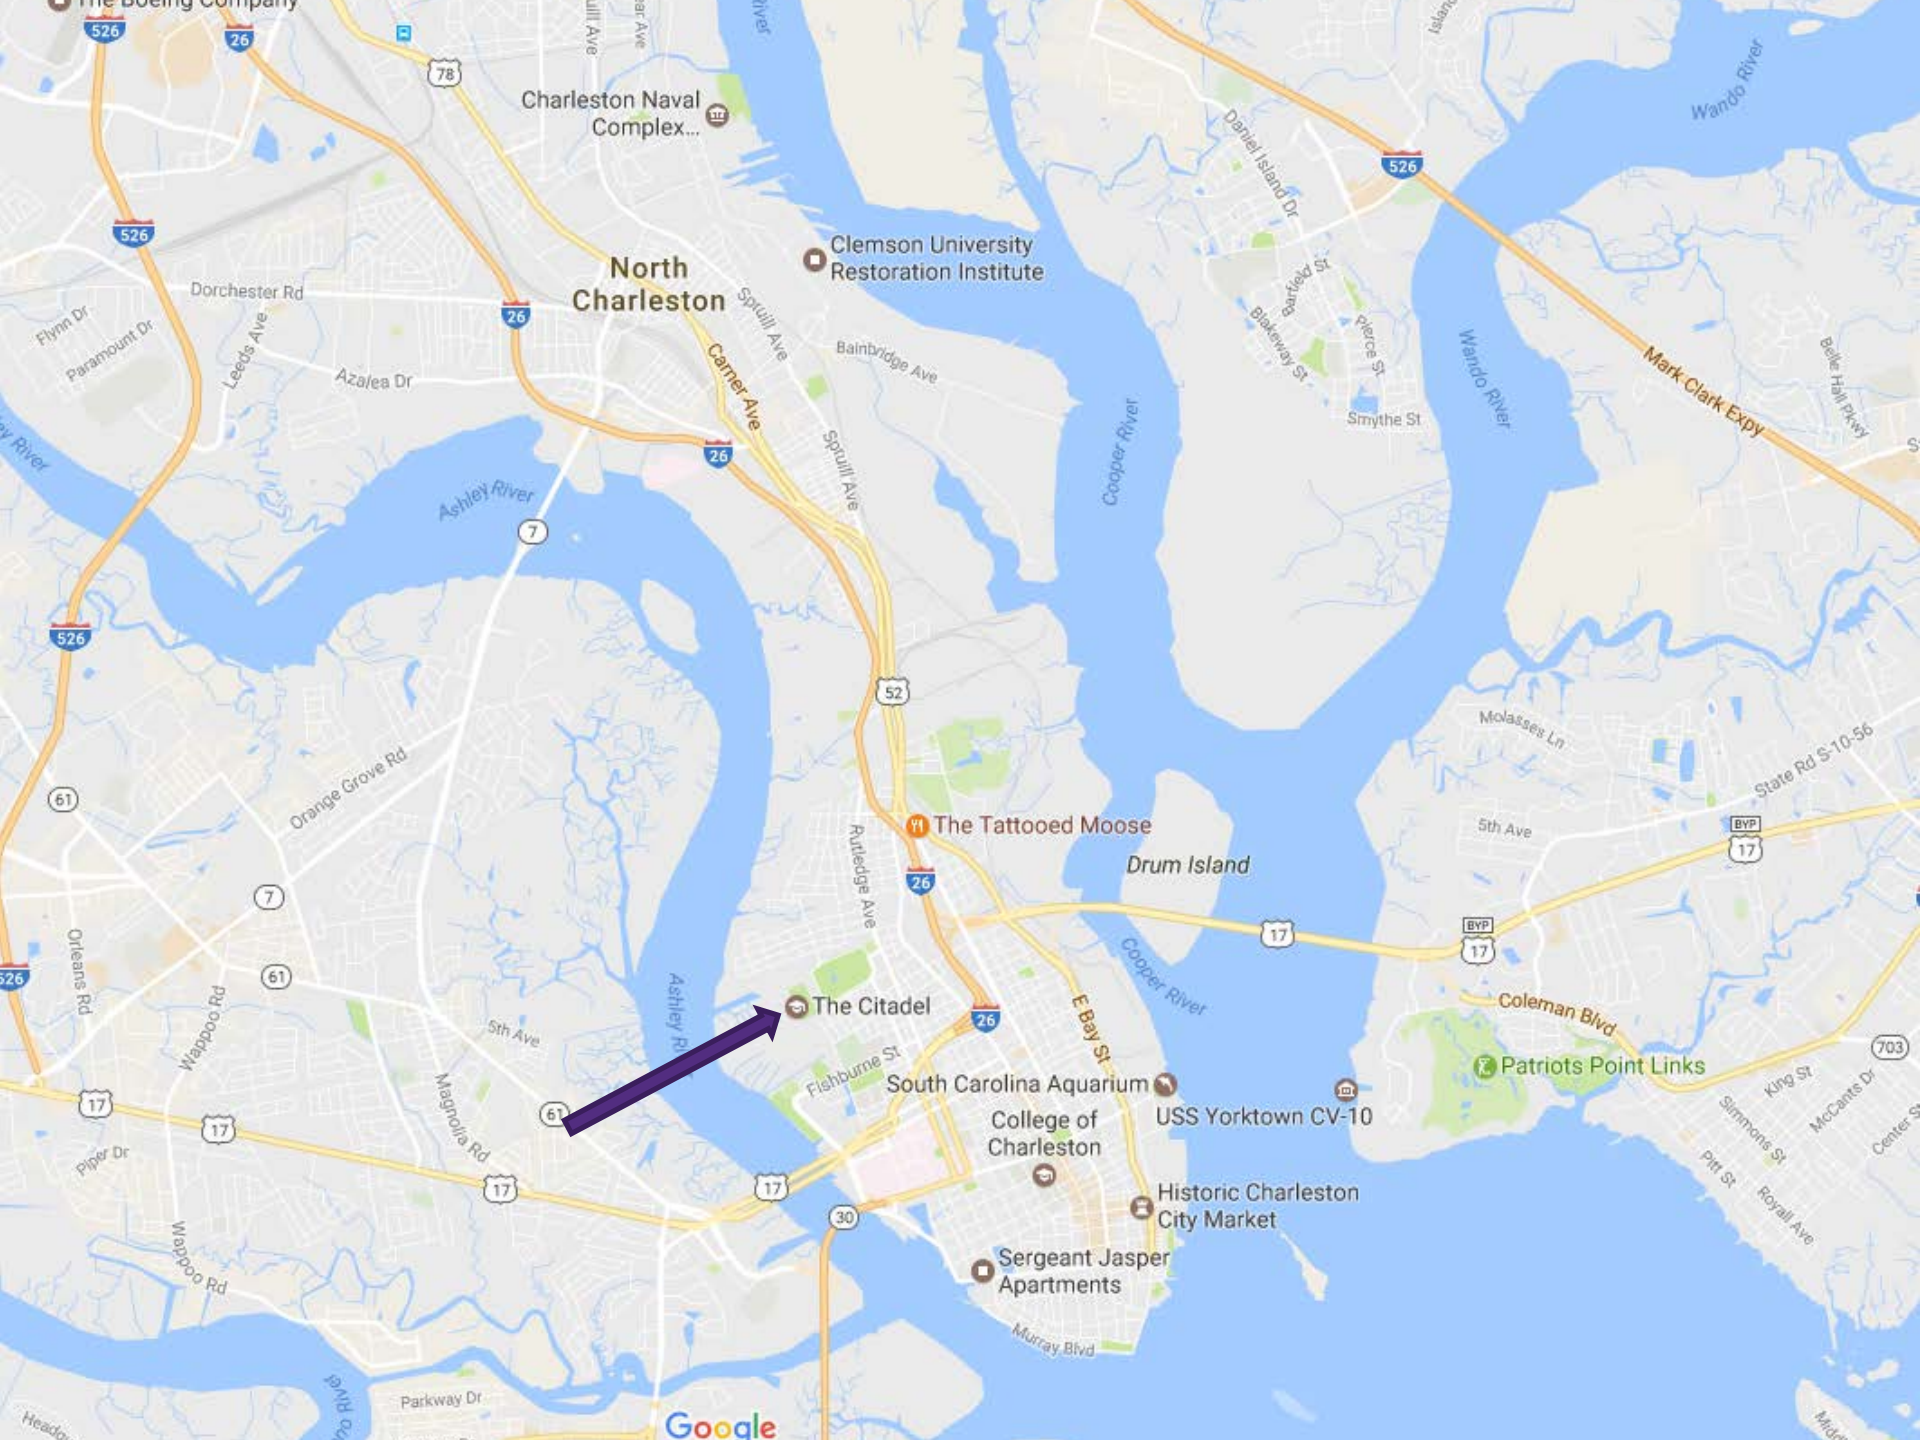 The Boeing Company
526
26
78
Charleston Naval
Complex...
River
Wando River
Daniel Island Dr
526
526
Clemson University
Restoration Institute
North
Charleston
Dorchester Rd
26
Flynn Dr
Paramount Dr
Leeds Ave
Azalea Dr
Spruill Ave
Bainbridge Ave
Carner Ave
Barfield St
Blakeway St
Pierce St
Smythe St
Wando River
Mark Clark Expy
Belle Hall Pkwy
Cooper River
26
Spruill Ave
Ashley River
7
526
52
Molasses Ln
State Rd S-10-56
61
Orange Grove Rd
The Tattooed Moose
Rutledge Ave
Drum Island
5th Ave
BYP
17
26
7
17
BYP
17
Orleans Rd
61
526
Wappoo Rd
Cooper River
The Citadel
26
E Bay St
Coleman Blvd
5th Ave
703
Fishburne St
Patriots Point Links
South Carolina Aquarium
USS Yorktown CV-10
King St
McCants Dr
Simmons St
17
17
61
Magnolia Rd
College of
Charleston
Piper Dr
17
17
Pitt St
Royall Ave
Historic Charleston
City Market
30
Wappoo Rd
Sergeant Jasper
Apartments
Murray Blvd
Parkway Dr
Google